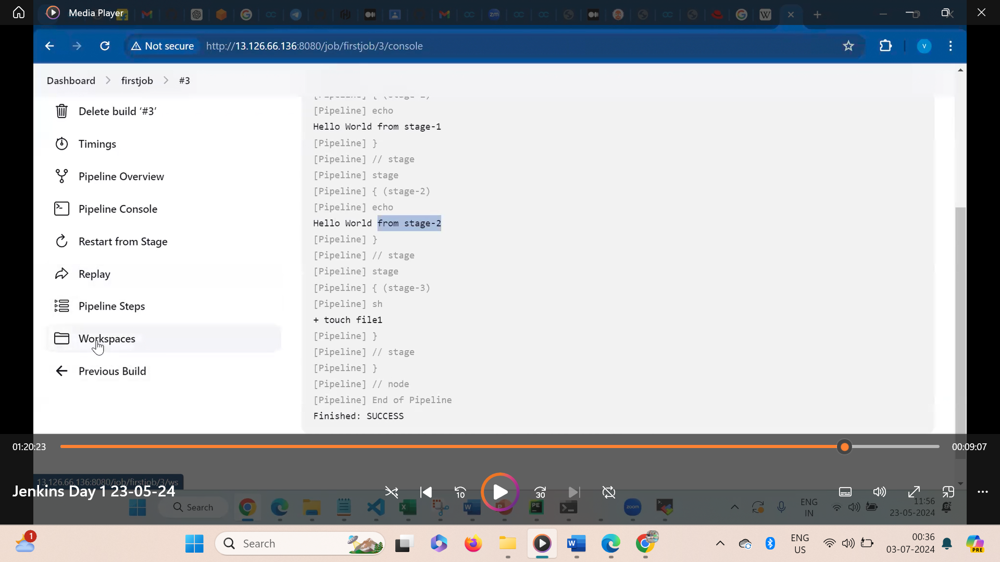 Media Player
Not secure
http://13.126.66.136:8080/job/firstjob/3/console
V
Dashboard
firstjob
#3
Delete build ‘#3’
Timings
Pipeline Overview
Pipeline Console
Restart from Stage
Replay
Pipeline Steps
Workspaces
Previous Build
[Pipeline] echo
Hello World from stage-1
[Pipeline] }
[Pipeline] // stage
[Pipeline] stage
[Pipeline] { (stage-2)
[Pipeline] echo
Hello World from stage-2
[Pipeline] }
[Pipeline] // stage
[Pipeline] stage
[Pipeline] { (stage-3)
[Pipeline] sh
+ touch file1
[Pipeline] }
[Pipeline] // stage
[Pipeline] }
[Pipeline] // node
[Pipeline] End of Pipeline
Finished: SUCCESS
01:20:23
00:09:07
13.126.66.136:8080/job/firstjob/3/ws
Jenkins Day 1 23-05-24
10
30
Search
zoom
ENG
IN
11:56
23-05-2024
1
Search
ENG
US
00:36
03-07-2024
PRE